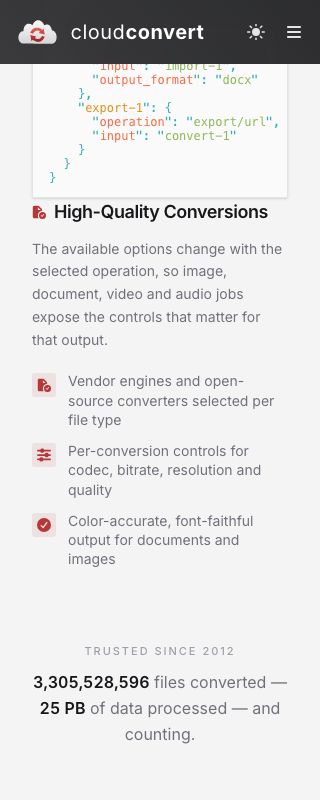 cloudconvert
"input": "import-1",
"output_format": "docx"
},
"export-1": {
"operation": "export/url",
"input": "convert-1"
}
}
}
High-Quality Conversions
The available options change with the
selected operation, so image,
document, video and audio jobs
expose the controls that matter for
that output.
Vendor engines and open-
source converters selected per
file type
Per-conversion controls for
codec, bitrate, resolution and
quality
Color-accurate, font-faithful
output for documents and
images
TRUSTED SINCE 2012
3,305,528,596 files converted —
25 PB of data processed — and
counting.